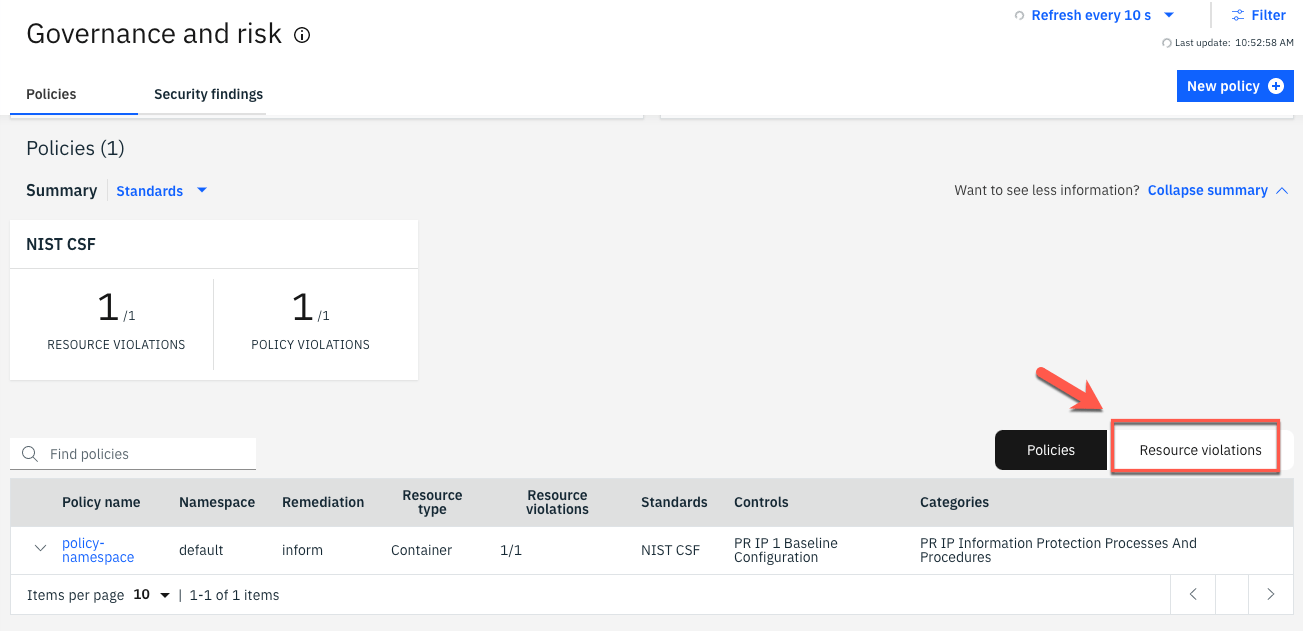 Governance and risk
Refresh every 10 s
Filter
Last update: 10:52:58 AM
Policies
Security findings
New policy
Policies (1)
Summary
Standards
Want to see less information? Collapse summary
NIST CSF
1 /1
RESOURCE VIOLATIONS
1 /1
POLICY VIOLATIONS
Find policies
Policies
Resource violations
Policy name
Namespace
Remediation
Resource
type
Resource
violations
Standards
Controls
Categories
policy-
namespace
default
inform
Container
1/1
NIST CSF
PR IP 1 Baseline
Configuration
PR IP Information Protection Processes And
Procedures
Items per page 10 | 1-1 of 1 items